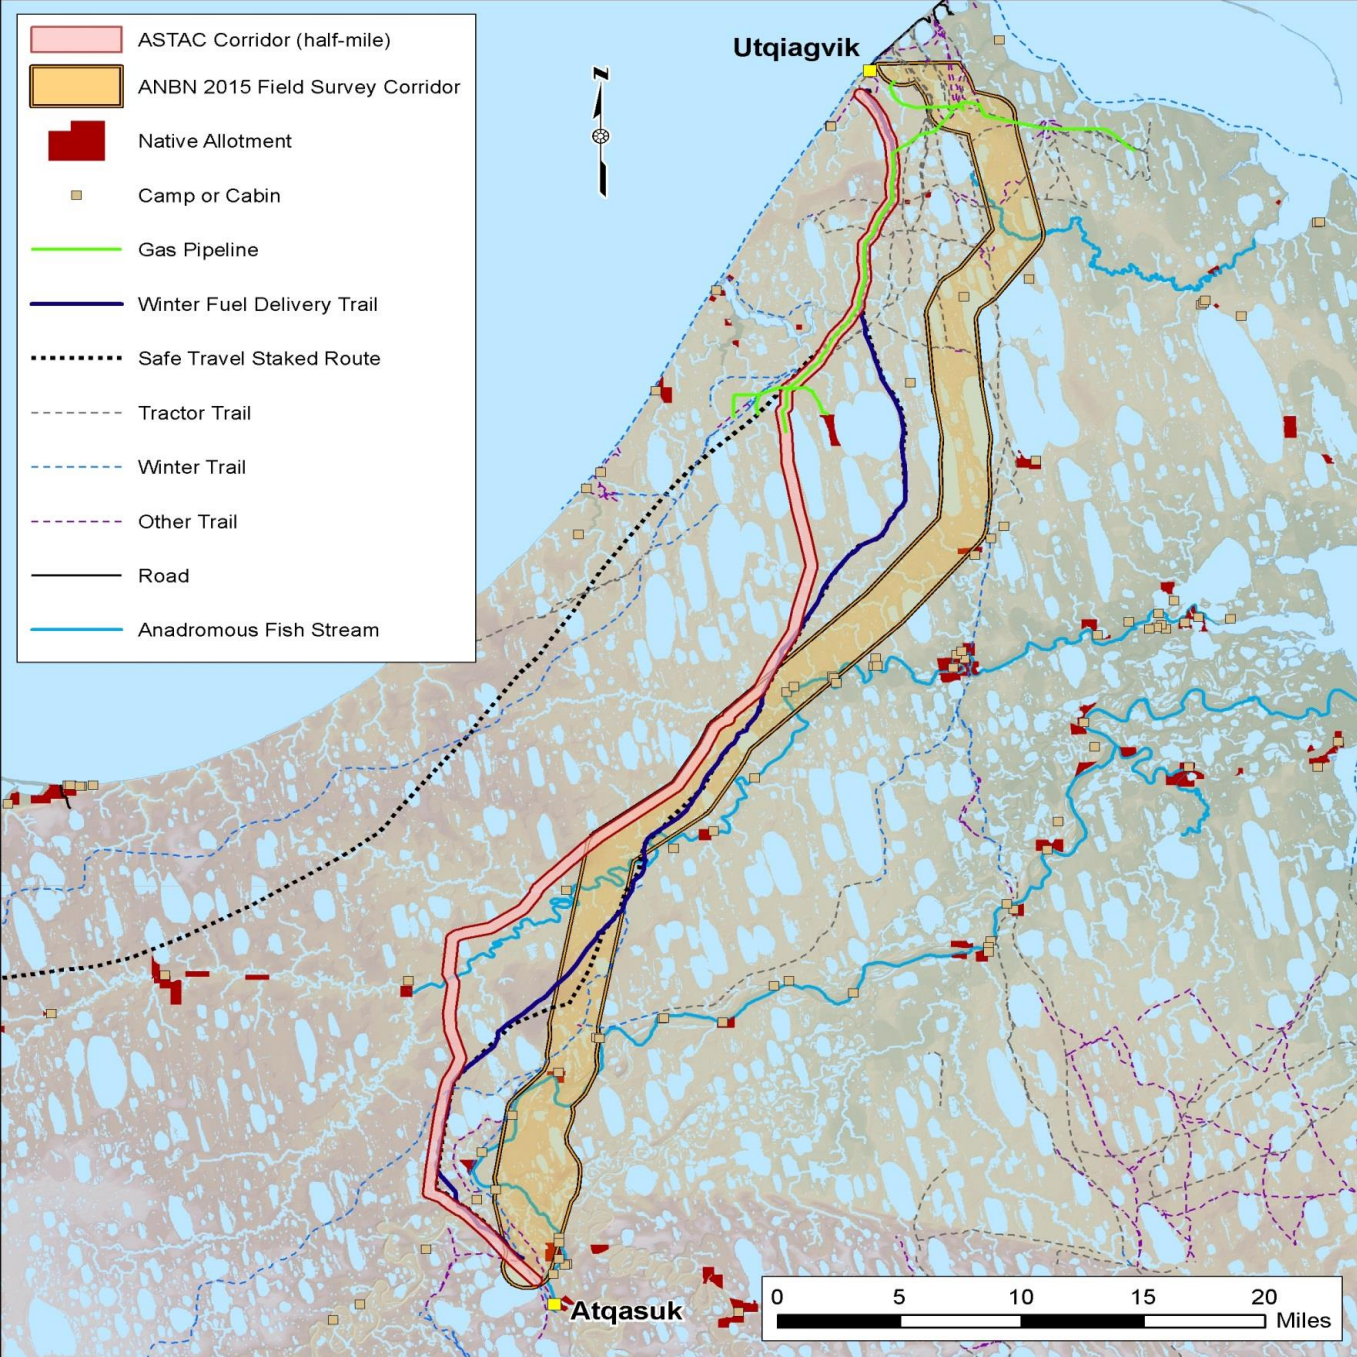 Utqiagvik
ASTAC Corridor (half-mile)
ANBN 2015 Field Survey Corridor
Native Allotment
Camp or Cabin
Gas Pipeline
Winter Fuel Delivery Trail
Safe Travel Staked Route
Tractor Trail
Winter Trail
Other Trail
Road
Anadromous Fish Stream
N
Atqasuk
0 5 10 15 20
Miles